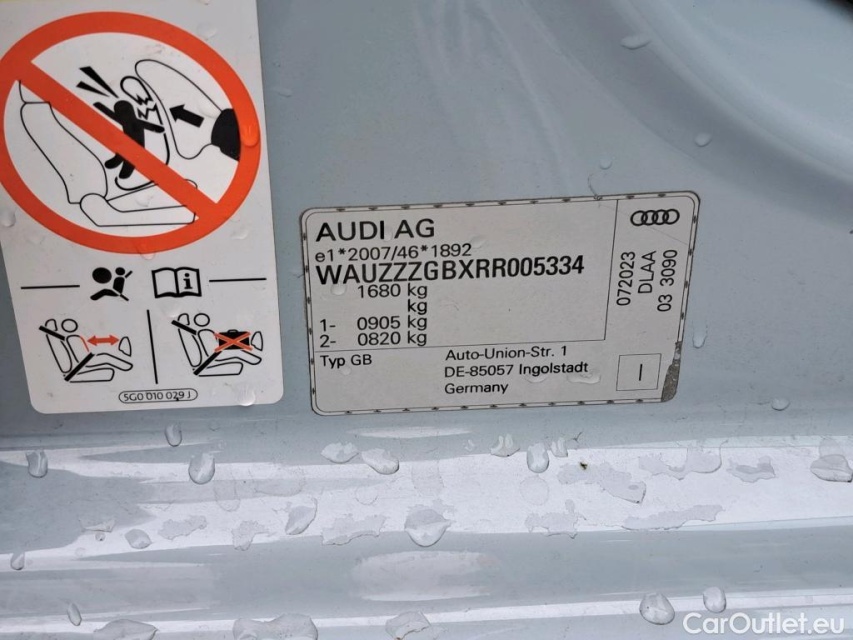 AUDI AG
e1*2007/46*1892
WAUZZZGBXRR005334
1680 kg
kg
1- 0905 kg
2- 0820 kg
Typ GB
Auto-Union-Str. 1
DE-85057 Ingolstadt
Germany
072023
DLAA
03 3090
I
i
5G0 010 029 J
CarOutlet.eu